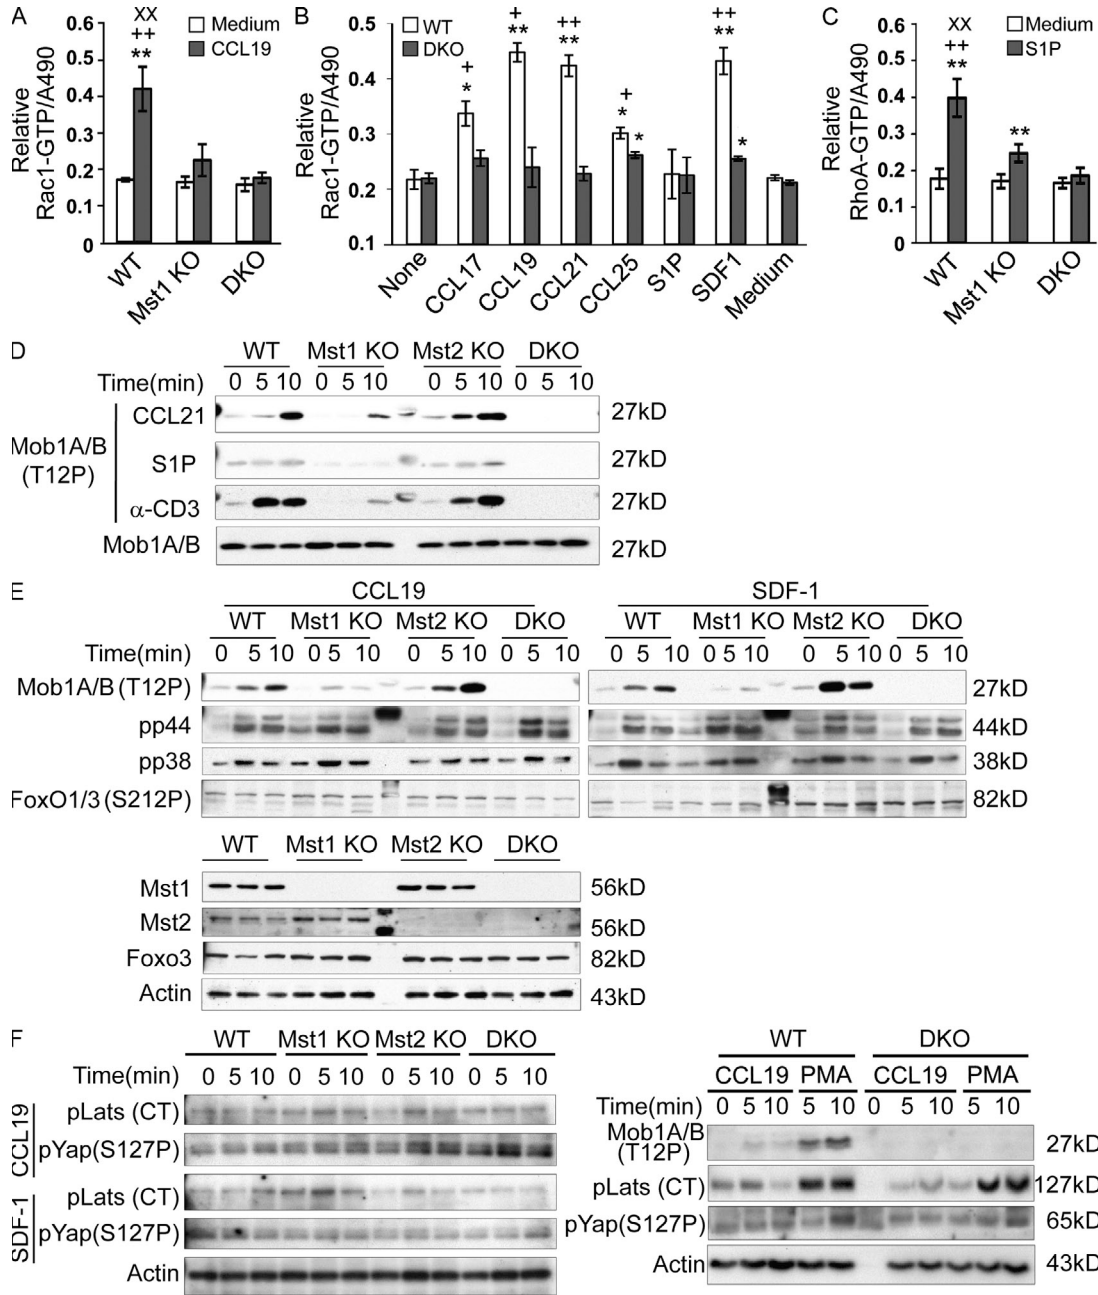 A
Relative
Rac1-GTP/A490
0.6
0.5
0.4
0.3
0.2
0.1
0
XX
++
**
Medium
CCL19
WT
Mst1 KO
DKO
B
Relative
Rac1-GTP/A490
0.5
0.4
0.3
0.2
0.1
WT
DKO
+
*
+
**
++
**
+
*
*
++
**
*
None
CCL17
CCL19
CCL21
CCL25
S1P
SDF1
Medium
C
Relative
RhoA-GTP/A490
0.6
0.5
0.4
0.3
0.2
0.1
0
XX
++
**
**
Medium
S1P
WT
Mst1 KO
DKO
D
WT Mst1 KO Mst2 KO DKO
Time(min) 0 5 10 0 5 10 0 5 10 0 5 10
Mob1A/B
(T12P)
CCL21 27kD
S1P 27kD
α-CD3 27kD
Mob1A/B 27kD
E
CCL19 SDF-1
WT Mst1 KO Mst2 KO DKO WT Mst1 KO Mst2 KO DKO
Time(min) 0 5 10 0 5 10 0 5 10 0 5 10 0 5 10 0 5 10 0 5 10 0 5 10
Mob1A/B (T12P) 27kD
pp44 44kD
pp38 38kD
FoxO1/3 (S212P) 82kD
WT Mst1 KO Mst2 KO DKO
Mst1 56kD
Mst2 56kD
Foxo3 82kD
Actin 43kD
F
WT Mst1 KO Mst2 KO DKO
Time(min) 0 5 10 0 5 10 0 5 10 0 5 10
CCL19
pLats (CT)
pYap(S127P)
SDF-1
pLats (CT)
pYap(S127P)
Actin
WT DKO
CCL19 PMA CCL19 PMA
Time(min) 0 5 10 5 10 0 5 10 5 10
Mob1A/B
(T12P) 27kD
pLats (CT) 127kD
pYap(S127P) 65kD
Actin 43kD